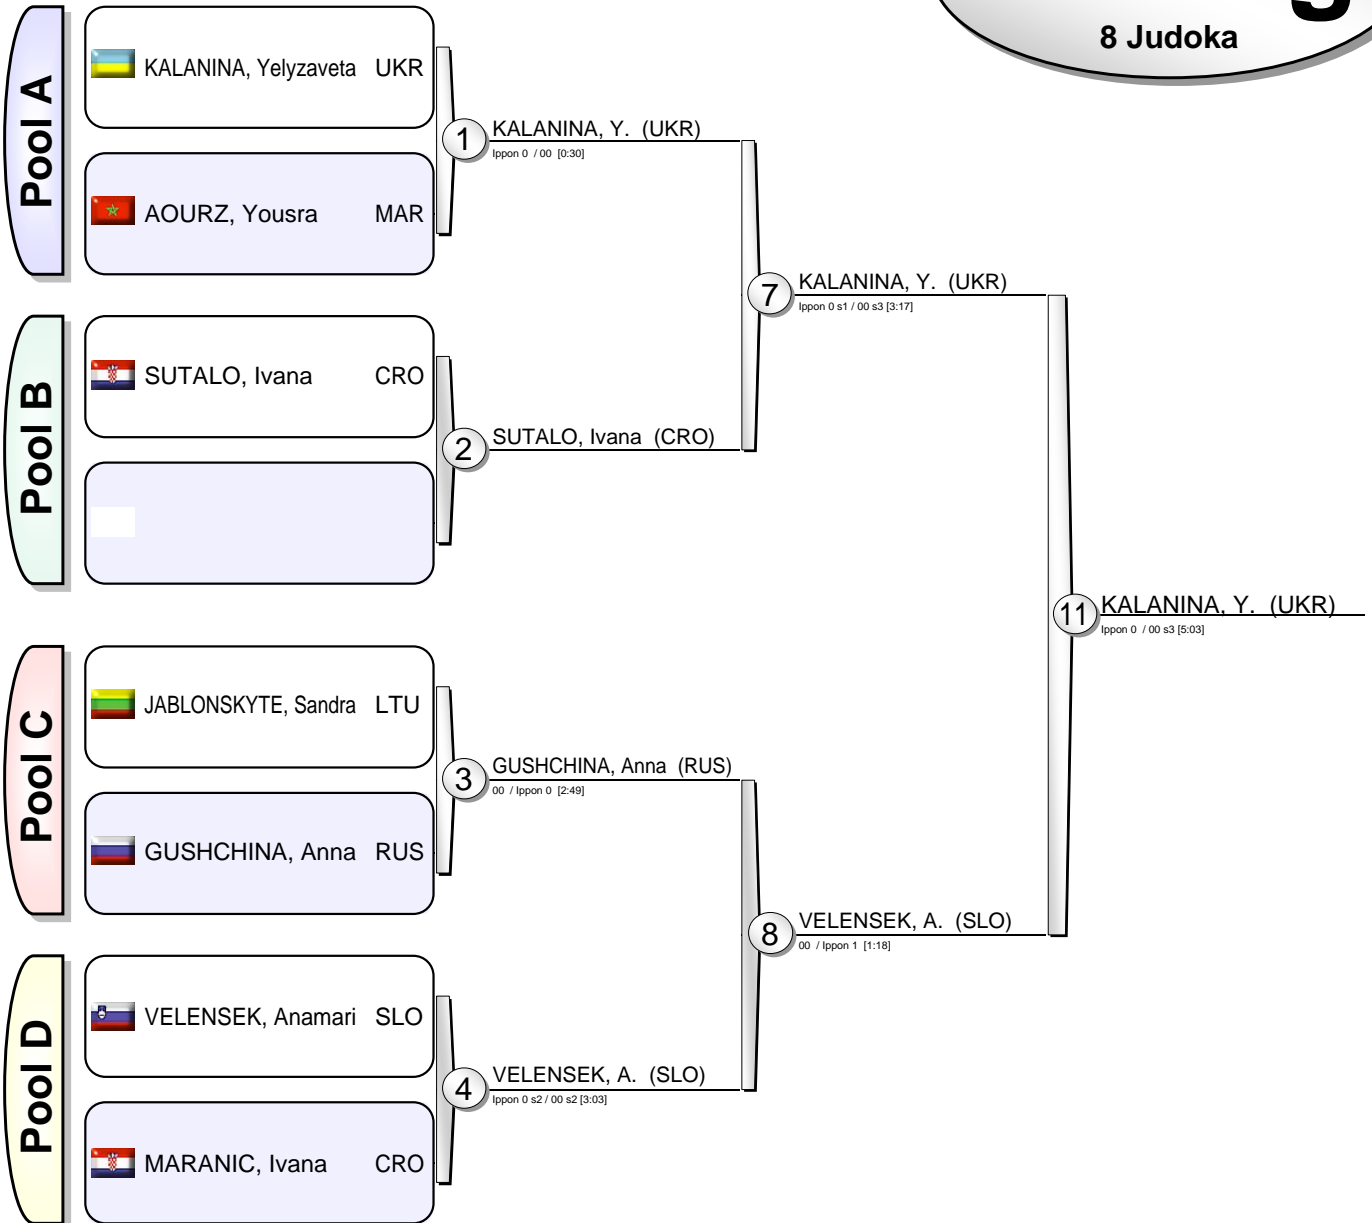 8 Judoka
Pool A
KALANINA, Yelyzaveta UKR
AOURZ, Yousra MAR
1 KALANINA, Y. (UKR)
Ippon 0 / 00 [0:30]
Pool B
SUTALO, Ivana CRO
2 SUTALO, Ivana (CRO)
7 KALANINA, Y. (UKR)
Ippon 0 s1 / 00 s3 [3:17]
Pool C
JABLONSKYTE, Sandra LTU
GUSHCHINA, Anna RUS
3 GUSHCHINA, Anna (RUS)
00 / Ippon 0 [2:49]
Pool D
VELENSEK, Anamari SLO
MARANIC, Ivana CRO
4 VELENSEK, A. (SLO)
Ippon 0 s2 / 00 s2 [3:03]
8 VELENSEK, A. (SLO)
00 / Ippon 1 [1:18]
11 KALANINA, Y. (UKR)
Ippon 0 / 00 s3 [5:03]